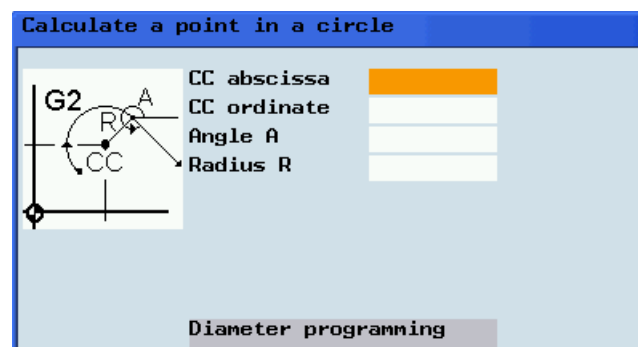 Calculate a point in a circle
CC abscissa
CC ordinate
Angle A
Radius R
G2
A
R
CC
Diameter programming